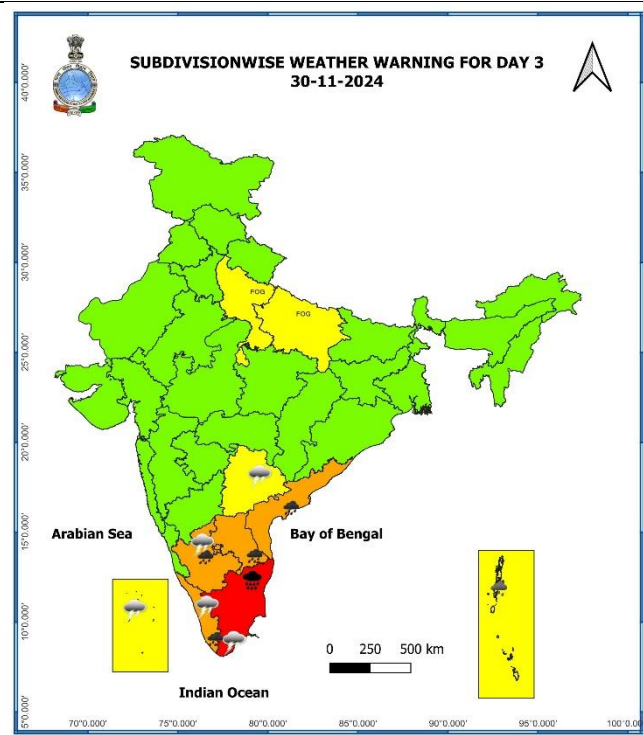 SUBDIVISIONWISE WEATHER WARNING FOR DAY 3
30-11-2024
40°0.000'
35°0.000'
30°0.000'
25°0.000'
20°0.000'
15°0.000'
10°0.000'
5°0.000'
FOG
FOG
Arabian Sea
Bay of Bengal
0 250 500 km
Indian Ocean
70°0.000' 75°0.000' 80°0.000' 85°0.000' 90°0.000' 95°0.000' 100°0.0